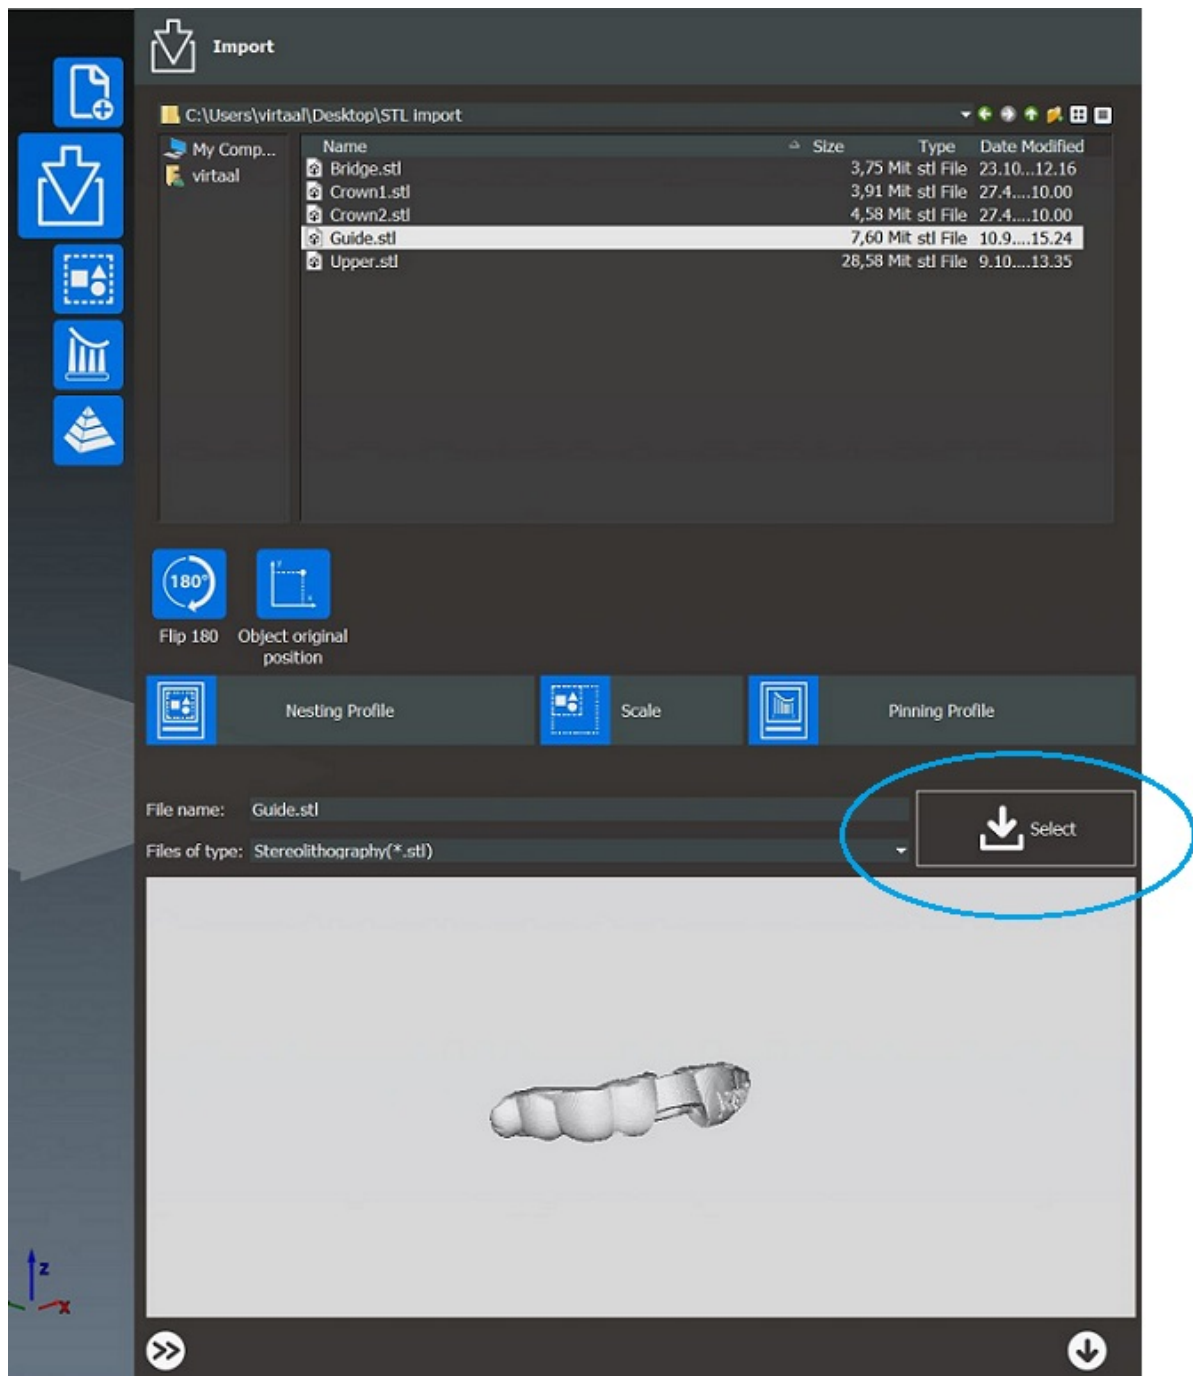 Import
C:\Users\virtaal\Desktop\STL import
My Comp...
virtaal
Name Size Type Date Modified
Bridge.stl 3,75 Mit stl File 23.10...12.16
Crown1.stl 3,91 Mit stl File 27.4....10.00
Crown2.stl 4,58 Mit stl File 27.4....10.00
Guide.stl 7,60 Mit stl File 10.9....15.24
Upper.stl 28,58 Mit stl File 9.10....13.35
180°
y
x
Flip 180
Object original
position
Nesting Profile
Scale
Pinning Profile
File name: Guide.stl
Select
Files of type: Stereolithography(*.stl)
z
x